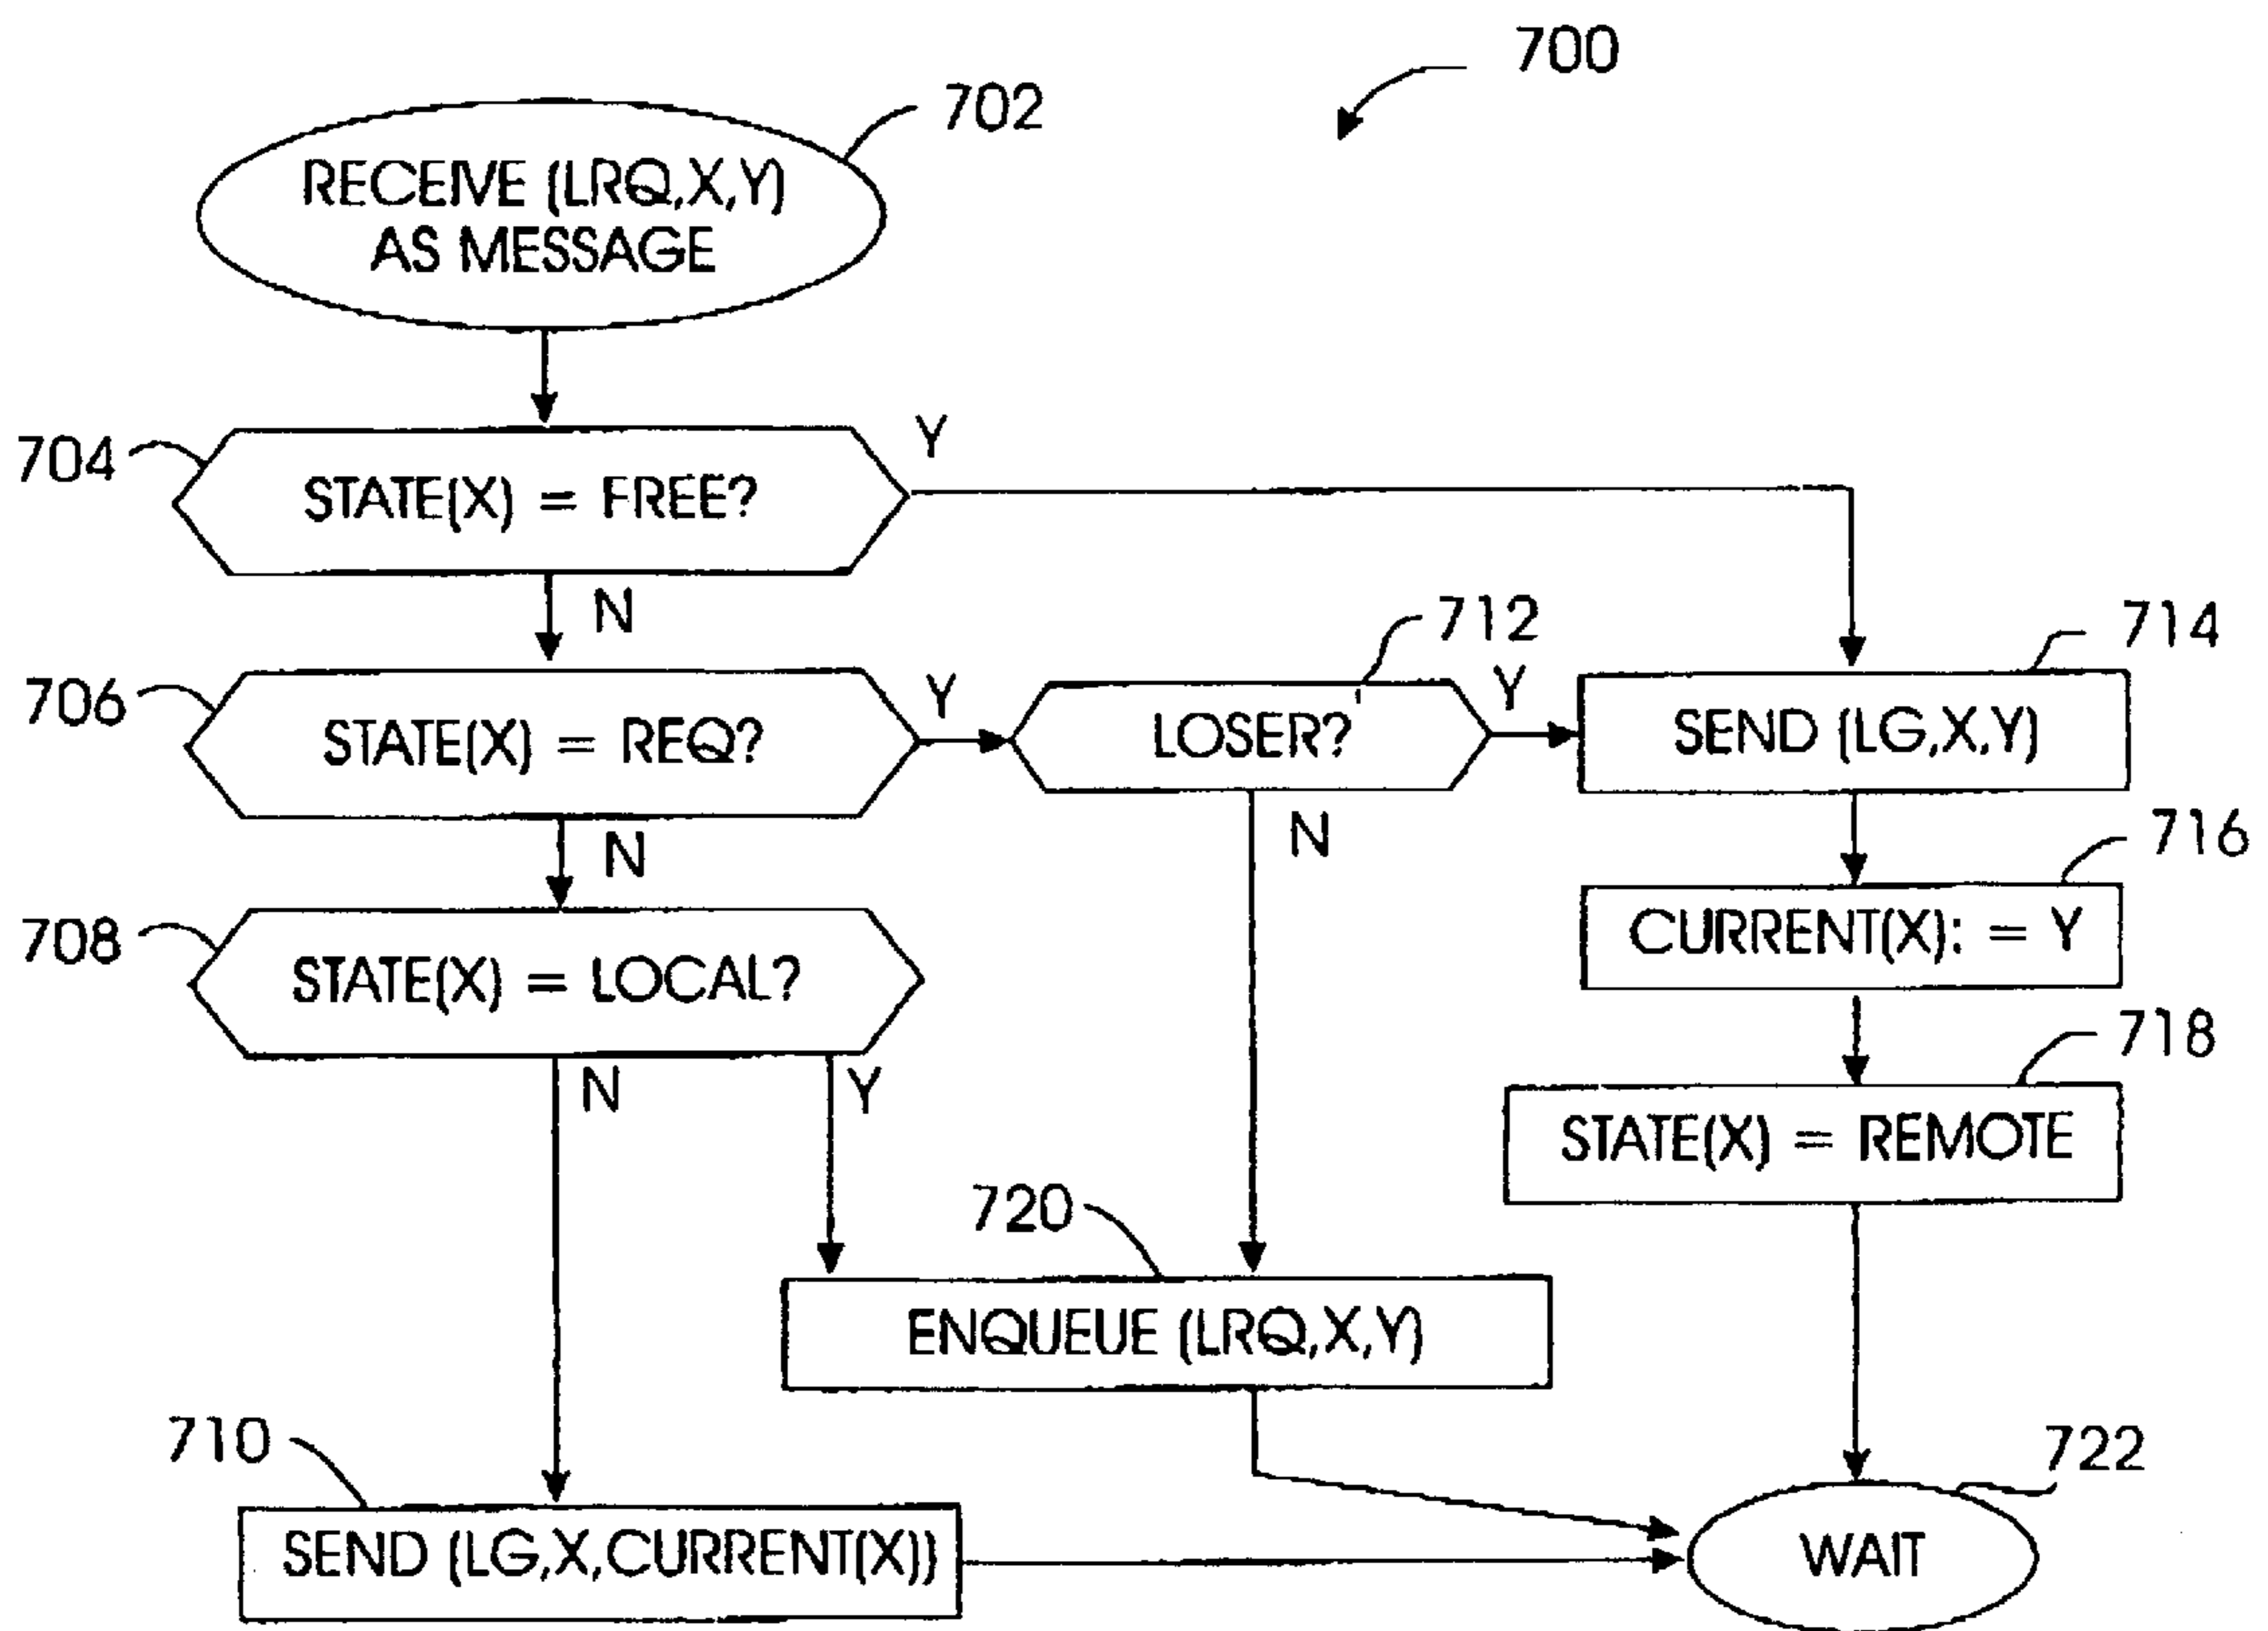 700
702
RECEIVE (LRQ,X,Y)
AS MESSAGE
704
STATE(X) = FREE?
Y
N
706
STATE(X) = REQ?
Y
712
LOSER?
Y
714
SEND (LG,X,Y)
N
N
716
CURRENT(X): = Y
708
STATE(X) = LOCAL?
N
Y
718
STATE(X) = REMOTE
720
ENQUEUE (LRQ,X,Y)
710
SEND (LG,X,CURRENT(X))
722
WAIT